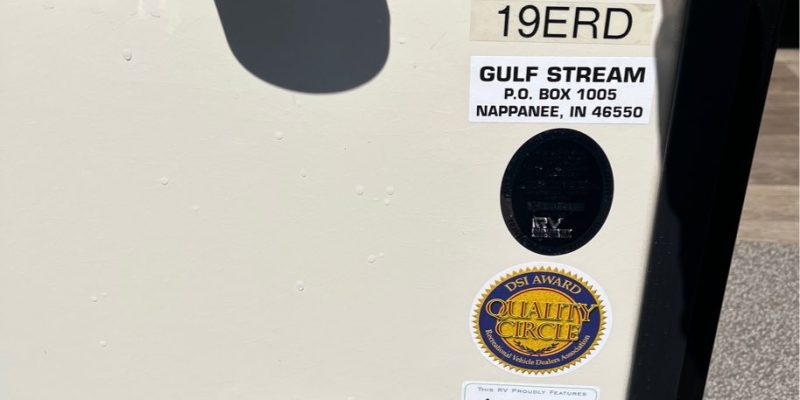 19ERD
GULF STREAM
P.O. BOX 1005
NAPPANEE, IN 46550
RV
DSI AWARD
QUALITY
CIRCLE
Recreational Vehicle Dealers Association
THIS RV PROUDLY FEATURES